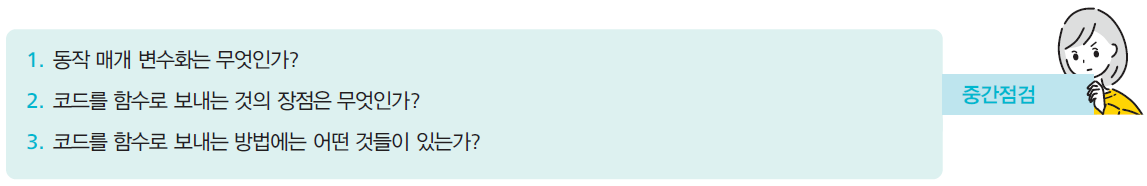 1. 동작 매개 변수화는 무엇인가?
2. 코드를 함수로 보내는 것의 장점은 무엇인가?
3. 코드를 함수로 보내는 방법에는 어떤 것들이 있는가?
중간점검